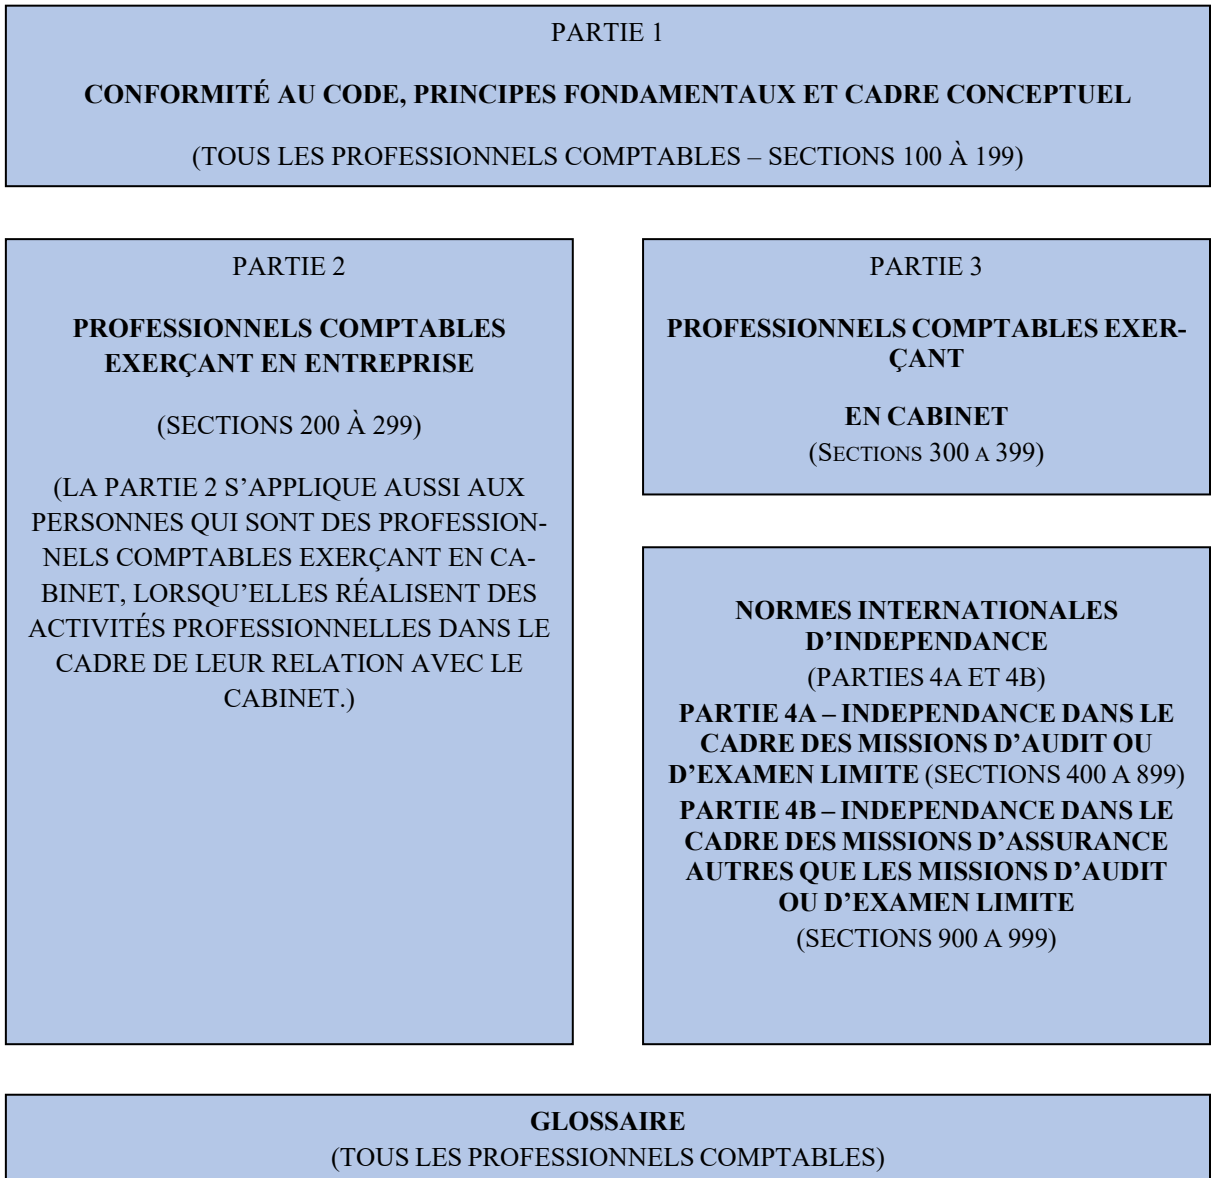 PARTIE 1
CONFORMITÉ AU CODE, PRINCIPES FONDAMENTAUX ET CADRE CONCEPTUEL
(TOUS LES PROFESSIONNELS COMPTABLES – SECTIONS 100 À 199)
PARTIE 2
PROFESSIONNELS COMPTABLES
EXERÇANT EN ENTREPRISE
(SECTIONS 200 À 299)
(LA PARTIE 2 S’APPLIQUE AUSSI AUX
PERSONNES QUI SONT DES PROFESSION-
NELS COMPTABLES EXERÇANT EN CA-
BINET, LORSQU’ELLES RÉALISENT DES
ACTIVITÉS PROFESSIONNELLES DANS LE
CADRE DE LEUR RELATION AVEC LE
CABINET.)
PARTIE 3
PROFESSIONNELS COMPTABLES EXER-
ÇANT
EN CABINET
(SECTIONS 300 A 399)
NORMES INTERNATIONALES
D’INDEPENDANCE
(PARTIES 4A ET 4B)
PARTIE 4A – INDEPENDANCE DANS LE
CADRE DES MISSIONS D’AUDIT OU
D’EXAMEN LIMITE (SECTIONS 400 A 899)
PARTIE 4B – INDEPENDANCE DANS LE
CADRE DES MISSIONS D’ASSURANCE
AUTRES QUE LES MISSIONS D’AUDIT
OU D’EXAMEN LIMITE
(SECTIONS 900 A 999)
GLOSSAIRE
(TOUS LES PROFESSIONNELS COMPTABLES)